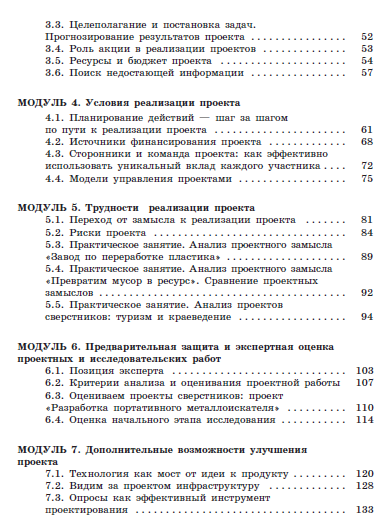 3.3. Целеполагание и постановка задач.
Прогнозирование результатов проекта . . . . . . . . . . . . . . . 52
3.4. Роль акции в реализации проектов . . . . . . . . . . . . . . 53
3.5. Ресурсы и бюджет проекта . . . . . . . . . . . . . . . . . . . . 54
3.6. Поиск недостающей информации . . . . . . . . . . . . . . . 57
МОДУЛЬ 4. Условия реализации проекта
4.1. Планирование действий — шаг за шагом
по пути к реализации проекта . . . . . . . . . . . . . . . . . . . . . 61
4.2. Источники финансирования проекта . . . . . . . . . . . . . 68
4.3. Сторонники и команда проекта: как эффективно
использовать уникальный вклад каждого участника . . . . 72
4.4. Модели управления проектами . . . . . . . . . . . . . . . . . 75
МОДУЛЬ 5. Трудности реализации проекта
5.1. Переход от замысла к реализации проекта . . . . . . . 81
5.2. Риски проекта . . . . . . . . . . . . . . . . . . . . . . . . . . . . . . 84
5.3. Практическое занятие. Анализ проектного замысла
«Завод по переработке пластика» . . . . . . . . . . . . . . . . . . . 89
5.4. Практическое занятие. Анализ проектного замысла
«Превратим мусор в ресурс». Сравнение проектных
замыслов . . . . . . . . . . . . . . . . . . . . . . . . . . . . . . . . . . . . . . 92
5.5. Практическое занятие. Анализ проектов
сверстников: туризм и краеведение . . . . . . . . . . . . . . . . . 94
МОДУЛЬ 6. Предварительная защита и экспертная оценка
проектных и исследовательских работ
6.1. Позиция эксперта . . . . . . . . . . . . . . . . . . . . . . . . . . . 103
6.2. Критерии анализа и оценивания проектной работы 107
6.3. Оцениваем проекты сверстников: проект
«Разработка портативного металлоискателя» . . . . . . . . . 110
6.4. Оценка начального этапа исследования . . . . . . . . . . 114
МОДУЛЬ 7. Дополнительные возможности улучшения
проекта
7.1. Технология как мост от идеи к продукту . . . . . . . . . 120
7.2. Видим за проектом инфраструктуру . . . . . . . . . . . . . 128
7.3. Опросы как эффективный инструмент
проектирования . . . . . . . . . . . . . . . . . . . . . . . . . . . . . . . . 133